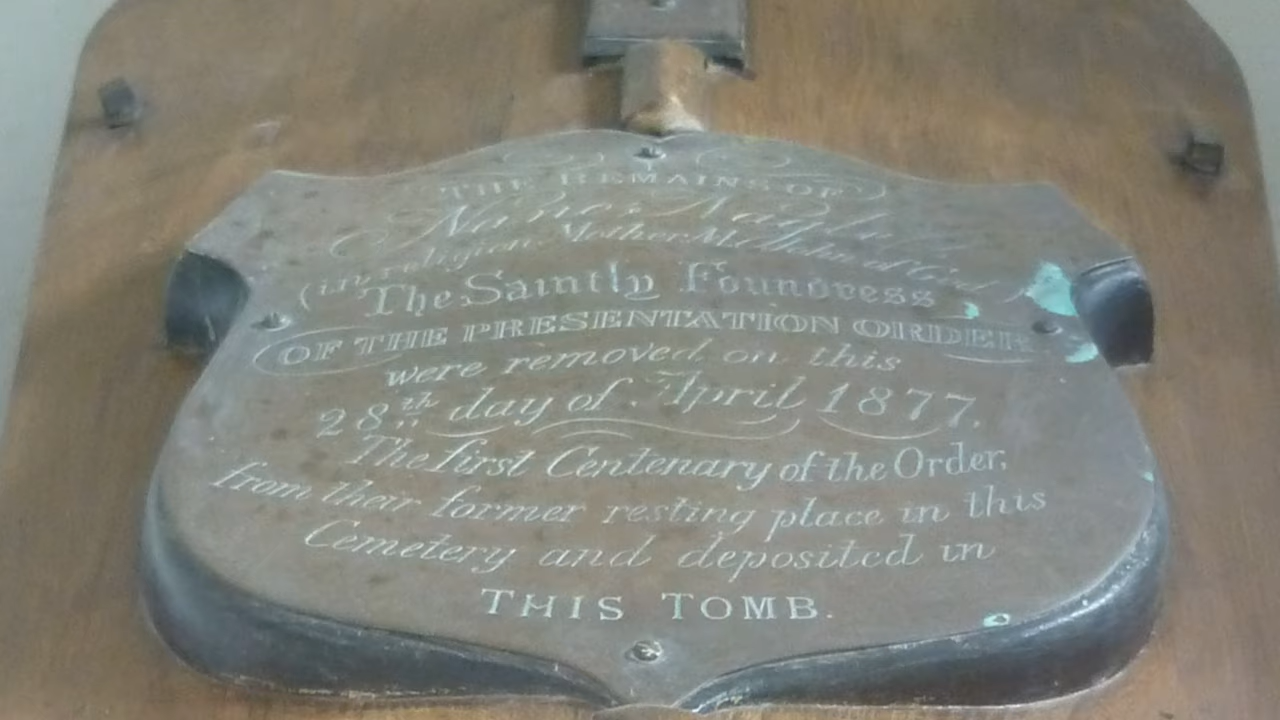 THE REMAINS OF
Nano Nagle
(in religion Mother M. John of God)
The Saintly Foundress
OF THE PRESENTATION ORDER
were removed on this
28th day of April 1877,
The first Centenary of the Order,
from their former resting place in this
Cemetery and deposited in
THIS TOMB.